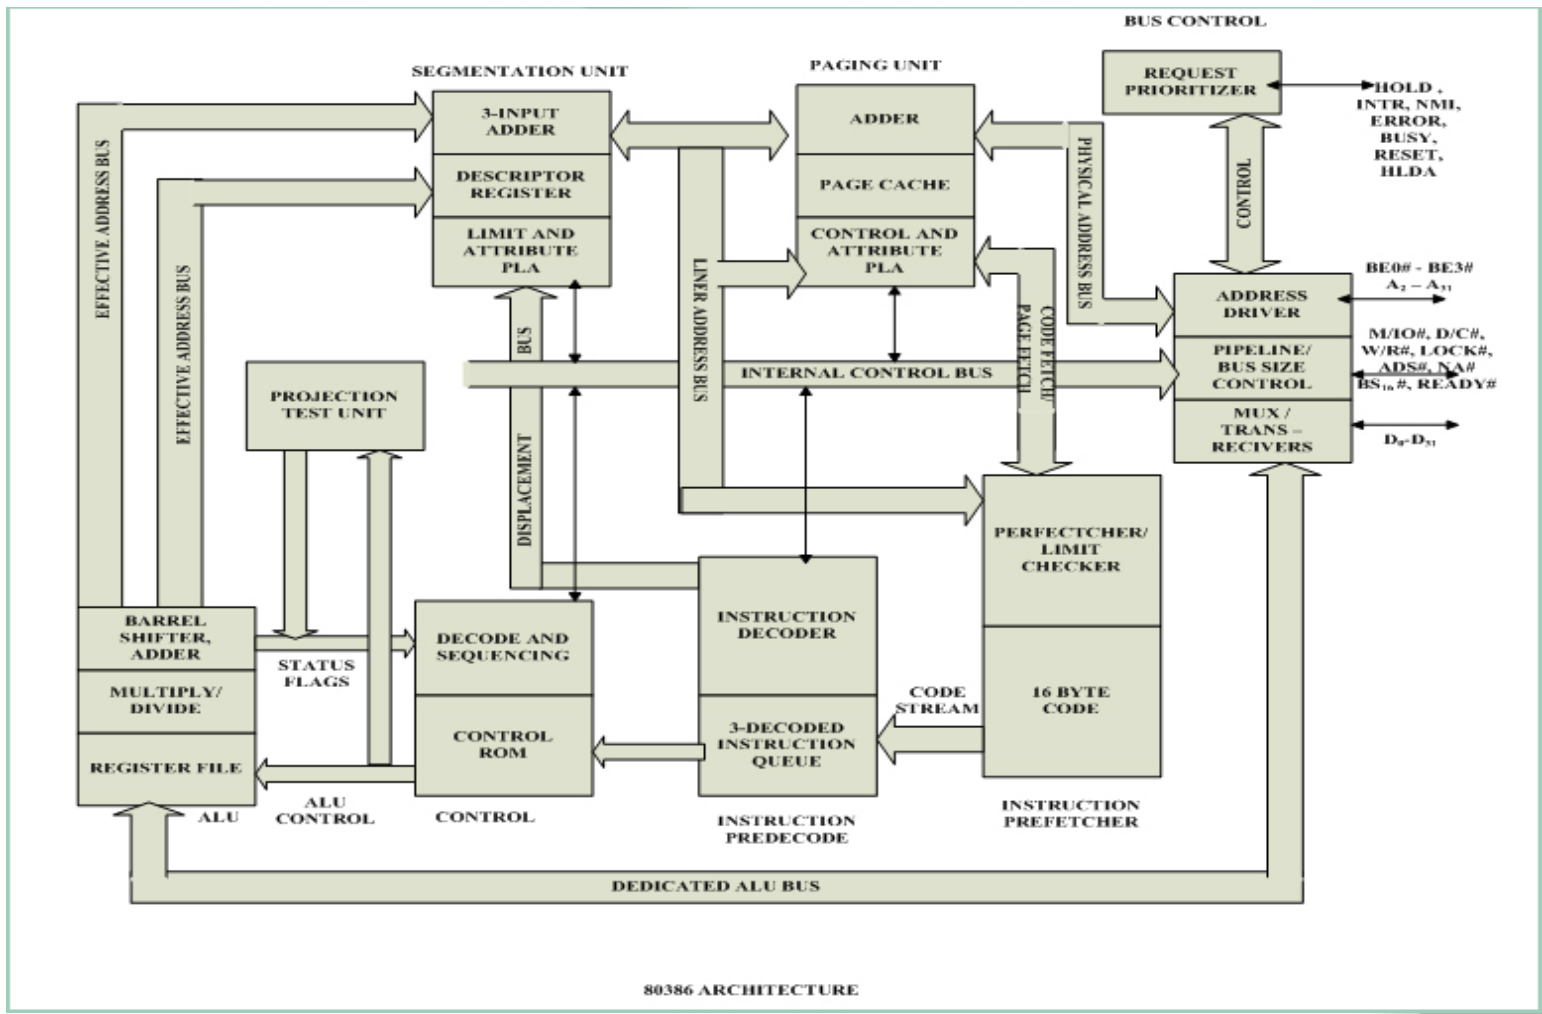 BUS CONTROL
SEGMENTATION UNIT
PAGING UNIT
REQUEST
PRIORITIZER
HOLD ,
INTR, NMI,
ERROR,
BUSY,
RESET,
HLDA
3-INPUT
ADDER
DESCRIPTOR
REGISTER
LIMIT AND
ATTRIBUTE
PLA
ADDER
PAGE CACHE
CONTROL AND
ATTRIBUTE
PLA
EFFECTIVE ADDRESS BUS
EFFECTIVE ADDRESS BUS
PHYSICAL ADDRESS BUS
CONTROL
LINER ADDRESS BUS
CODE FETCH/
PAGE FETCH
BE0# - BE3#
A₂ – A₃₁
ADDRESS
DRIVER
PIPELINE/
BUS SIZE
CONTROL
MUX /
TRANS –
RECIVERS
M/IO#, D/C#,
W/R#, LOCK#,
ADS#, NA#
BS₁₆#, READY#
D₀-D₃₁
INTERNAL CONTROL BUS
DISPLACEMENT BUS
PROJECTION
TEST UNIT
BARREL
SHIFTER,
ADDER
MULTIPLY/
DIVIDE
REGISTER FILE
ALU
STATUS
FLAGS
ALU
CONTROL
DECODE AND
SEQUENCING
CONTROL
ROM
CONTROL
INSTRUCTION
DECODER
3-DECODED
INSTRUCTION
QUEUE
INSTRUCTION
PREDECODE
CODE
STREAM
PERFECTCHER/
LIMIT
CHECKER
16 BYTE
CODE
INSTRUCTION
PREFETCHER
DEDICATED ALU BUS
80386 ARCHITECTURE